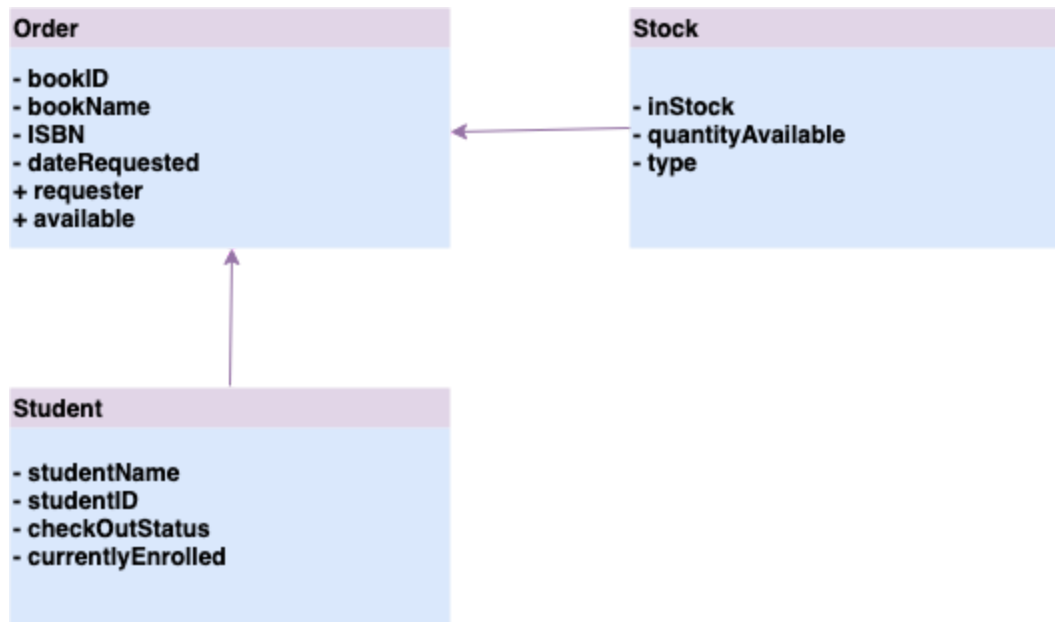 Order
- bookID
- bookName
- ISBN
- dateRequested
+ requester
+ available
Stock
- inStock
- quantityAvailable
- type
Student
- studentName
- studentID
- checkOutStatus
- currentlyEnrolled